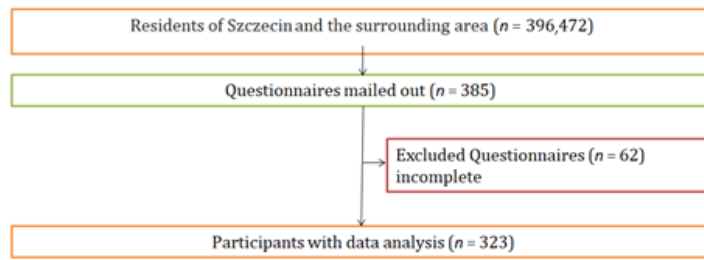 Residents of Szczecin and the surrounding area (n = 396,472)
Questionnaires mailed out (n = 385)
Excluded Questionnaires (n = 62)
incomplete
Participants with data analysis (n = 323)